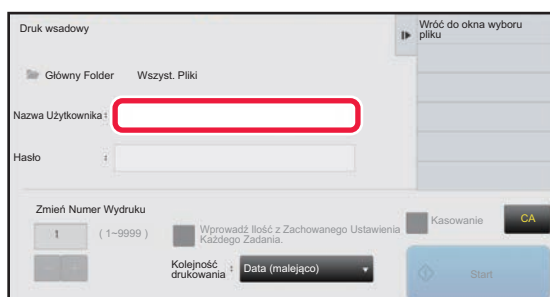 Druk wsadowy
Wróć do okna wyboru
pliku
Główny Folder Wszyst. Pliki
Nazwa Użytkownika :
Hasło :
Zmień Numer Wydruku
1 ( 1~9999 )
Wprowadź Ilość z Zachowanego Ustawienia
Każdego Zadania.
Kasowanie
CA
Kolejność
drukowania : Data (malejąco)
Start